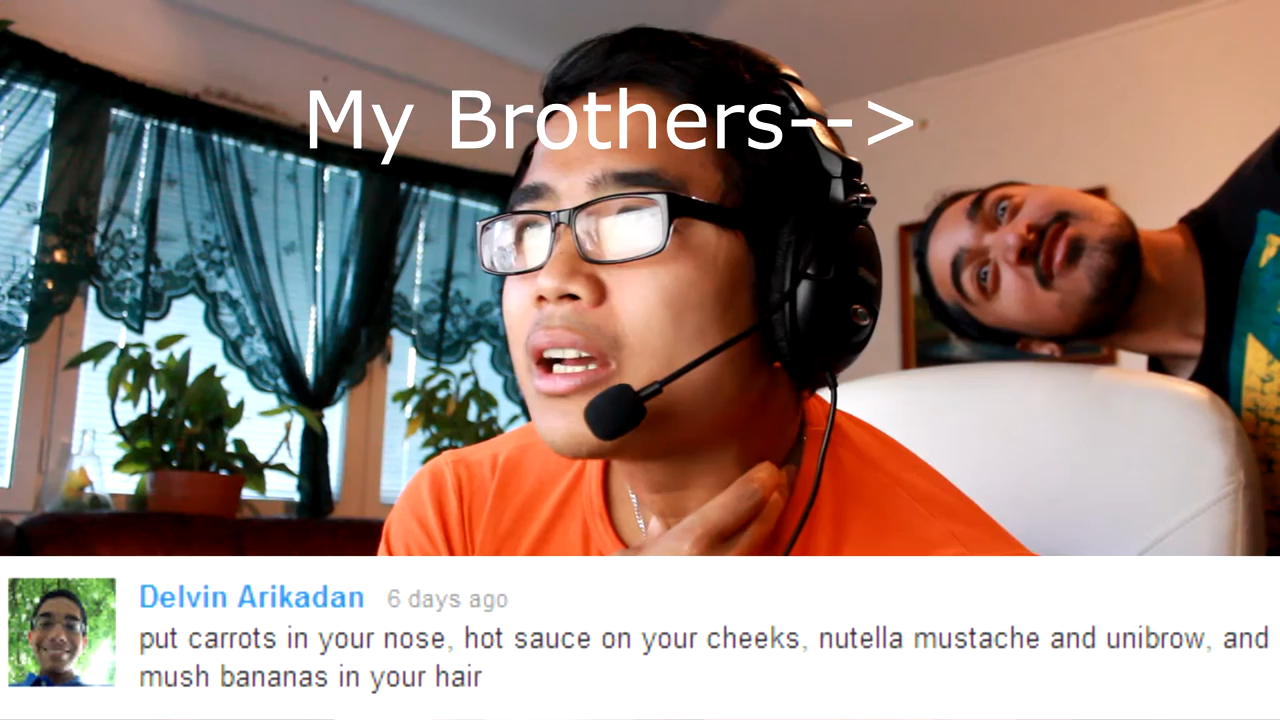 My Brothers-->
Delvin Arikadan 6 days ago
put carrots in your nose, hot sauce on your cheeks, nutella mustache and unibrow, and
mush bananas in your hair